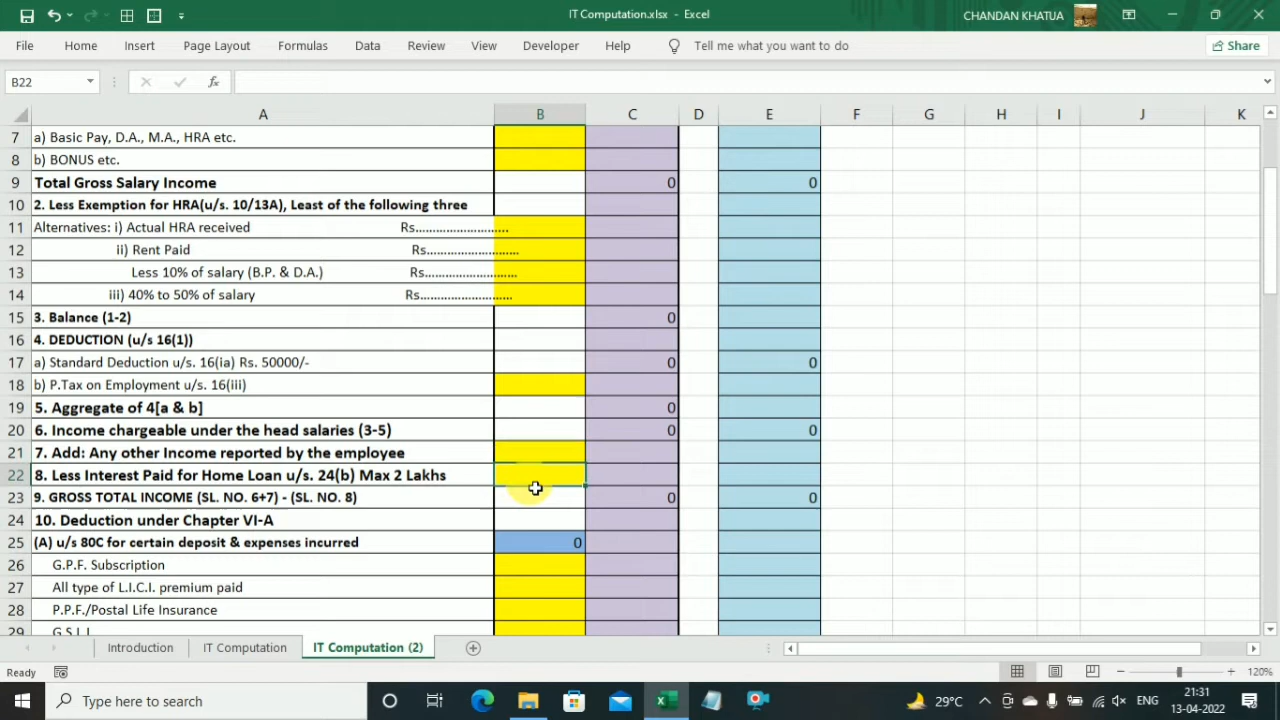 IT Computation.xlsx - Excel
CHANDAN KHATUA
File Home Insert Page Layout Formulas Data Review View Developer Help Tell me what you want to do Share
B22 fx
A B C D E F G H I J K
7 a) Basic Pay, D.A., M.A., HRA etc.
8 b) BONUS etc.
9 Total Gross Salary Income 0 0
10 2. Less Exemption for HRA(u/s. 10/13A), Least of the following three
11 Alternatives: i) Actual HRA received Rs............................
12 ii) Rent Paid Rs............................
13 Less 10% of salary (B.P. & D.A.) Rs............................
14 iii) 40% to 50% of salary Rs............................
15 3. Balance (1-2) 0
16 4. DEDUCTION (u/s 16(1))
17 a) Standard Deduction u/s. 16(ia) Rs. 50000/- 0 0
18 b) P.Tax on Employment u/s. 16(iii)
19 5. Aggregate of 4[a & b] 0
20 6. Income chargeable under the head salaries (3-5) 0 0
21 7. Add: Any other Income reported by the employee
22 8. Less Interest Paid for Home Loan u/s. 24(b) Max 2 Lakhs
23 9. GROSS TOTAL INCOME (SL. NO. 6+7) - (SL. NO. 8) 0 0
24 10. Deduction under Chapter VI-A
25 (A) u/s 80C for certain deposit & expenses incurred 0
26 G.P.F. Subscription
27 All type of L.I.C.I. premium paid
28 P.P.F./Postal Life Insurance
29 G.S.L.I.
Introduction IT Computation IT Computation (2)
Ready 120%
Type here to search 29°C ENG 21:31
13-04-2022